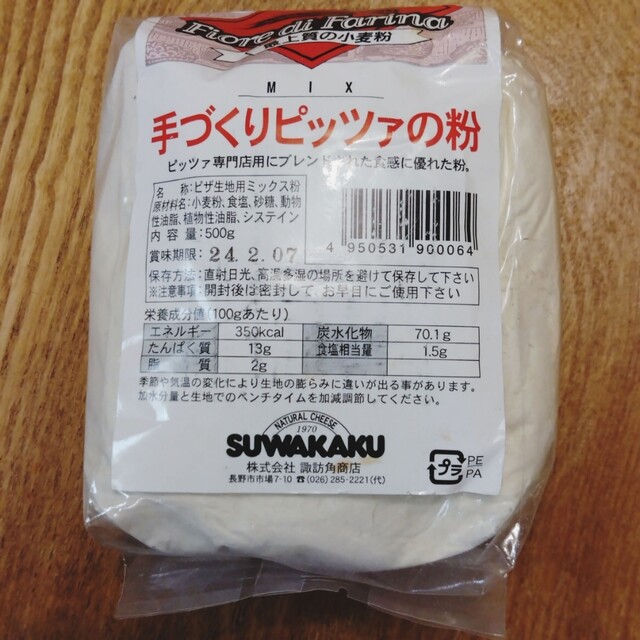 Fiore di Farina
最上質の小麦粉
MIX
手づくりピッツァの粉
ピッツァ専門店用にブレンドされた食感に優れた粉。
名 称:ピザ生地用ミックス粉
原材料名:小麦粉、食塩、砂糖、動物
性油脂、植物性油脂、システイン
内 容 量:500g
賞味期限:24.2.07
4 950531 900064
保存方法:直射日光、高温多湿の場所を避けて保存して下さい
※注意事項:開封後は密封して、お早目にご使用下さい
栄養成分値(100gあたり)
エネルギー 350kcal 炭水化物 70.1g
たんぱく質 13g 食塩相当量 1.5g
脂 質 2g
季節や気温の変化により生地の膨らみに違いが出る事があります。
加水分量と生地でのベンチタイムを加減調節してください。
NATURAL CHEESE
1970
SUWAKAKU
株式会社 諏訪角商店
長野市市場7-10 ☎(026)285-2221(代)
プラ PE
PA